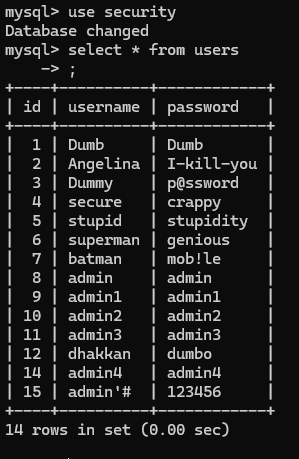 mysql> use security
Database changed
mysql> select * from users
    -> ;
+----+----------+------------+
| id | username | password   |
+----+----------+------------+
|  1 | Dumb     | Dumb       |
|  2 | Angelina | I-kill-you |
|  3 | Dummy    | p@ssword   |
|  4 | secure   | crappy     |
|  5 | stupid   | stupidity  |
|  6 | superman | genious    |
|  7 | batman   | mob!le     |
|  8 | admin    | admin      |
|  9 | admin1   | admin1     |
| 10 | admin2   | admin2     |
| 11 | admin3   | admin3     |
| 12 | dhakkan  | dumbo      |
| 14 | admin4   | admin4     |
| 15 | admin'#  | 123456     |
+----+----------+------------+
14 rows in set (0.00 sec)